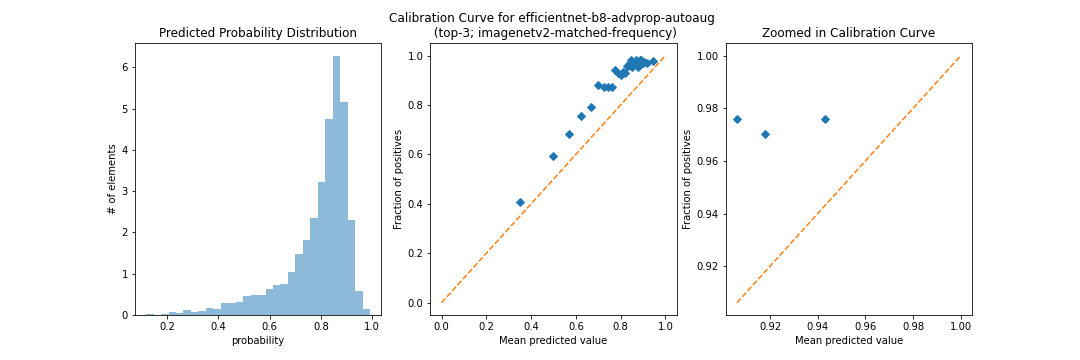 Calibration Curve for efficientnet-b8-advprop-autoaug
(top-3; imagenetv2-matched-frequency)
Predicted Probability Distribution
# of elements
6
5
4
3
2
1
0
0.2 0.4 0.6 0.8 1.0
probability
Fraction of positives
1.0
0.8
0.6
0.4
0.2
0.0
0.0 0.2 0.4 0.6 0.8 1.0
Mean predicted value
Zoomed in Calibration Curve
Fraction of positives
1.00
0.98
0.96
0.94
0.92
0.92 0.94 0.96 0.98 1.00
Mean predicted value